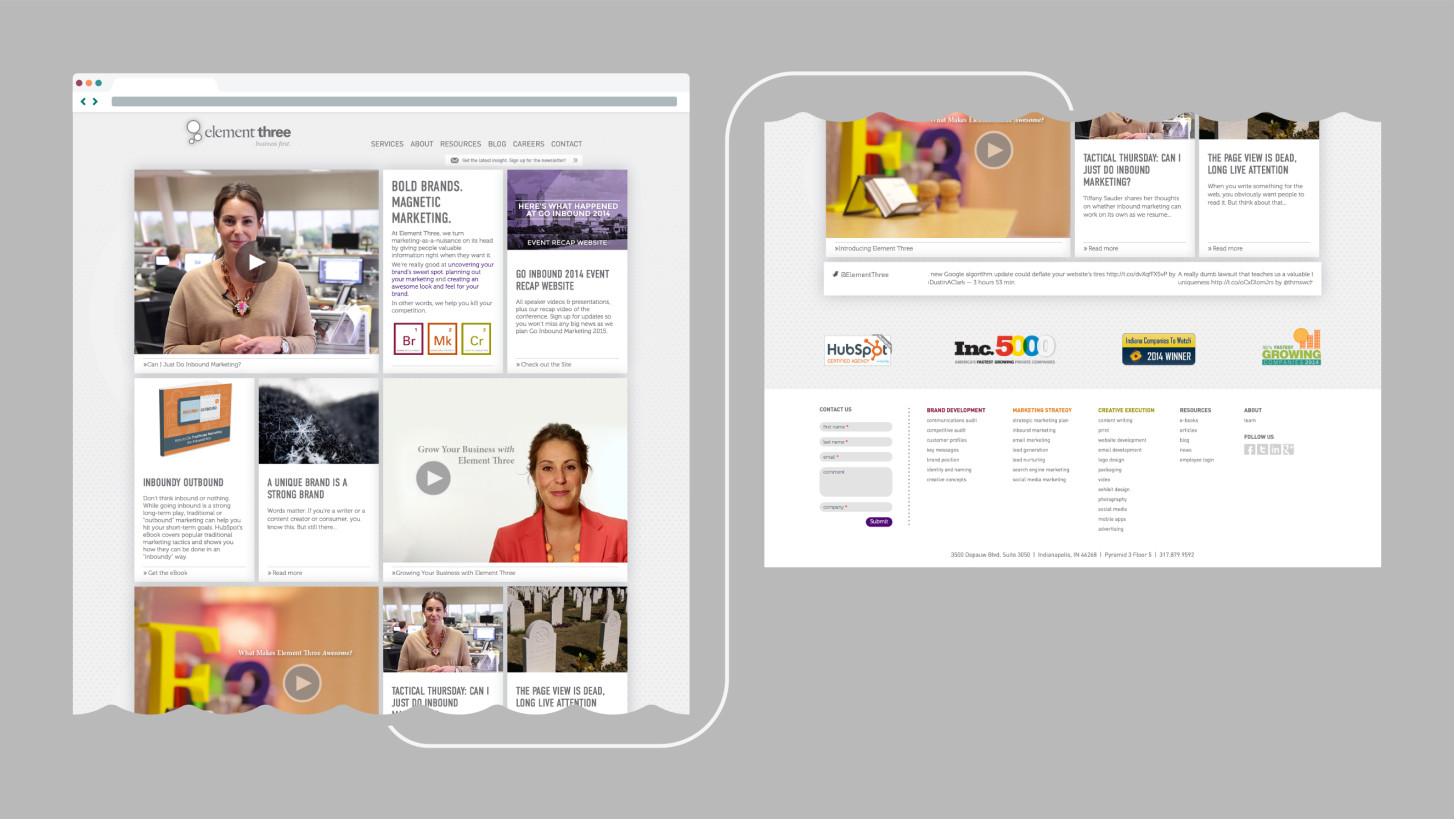 element three
business first.
SERVICES ABOUT RESOURCES BLOG CAREERS CONTACT
Get the latest insight. Sign up for the newsletter!
»Can I Just Do Inbound Marketing?
BOLD BRANDS.
MAGNETIC
MARKETING.
At Element Three, we turn
marketing-as-a-nuisance on its head
by giving people valuable
information right when they want it.
We're really good at uncovering your
brand's sweet spot, planning out
your marketing and creating an
awesome look and feel for your
brand.
In other words, we help you kill your
competition.
1
Br
2
Mk
3
Cr
HERE'S WHAT HAPPENED
AT GO INBOUND 2014
EVENT RECAP WEBSITE
GO INBOUND 2014 EVENT
RECAP WEBSITE
All speaker videos & presentations,
plus our recap video of the
conference. Sign up for updates so
you won't miss any big news as we
plan Go Inbound Marketing 2015.
» Check out the Site
INBOUNDY OUTBOUND
Don't think inbound or nothing.
While going inbound is a strong
long-term play, traditional or
"outbound" marketing can help you
hit your short-term goals. HubSpot's
eBook covers popular traditional
marketing tactics and shows you
how they can be done in an
"inboundy" way.
» Get the eBook
A UNIQUE BRAND IS A
STRONG BRAND
Words matter. If you're a writer or a
content creator or consumer, you
know this. But still there...
» Read more
Grow Your Business with
Element Three
»Growing Your Business with Element Three
What Makes Element Three Awesome?
TACTICAL THURSDAY: CAN I
JUST DO INBOUND
THE PAGE VIEW IS DEAD,
LONG LIVE ATTENTION
What Makes Element Three Awesome?
»Introducing Element Three
TACTICAL THURSDAY: CAN I
JUST DO INBOUND
MARKETING?
Tiffany Sauder shares her thoughts
on whether inbound marketing can
work on its own as we resume...
» Read more
THE PAGE VIEW IS DEAD,
LONG LIVE ATTENTION
When you write something for the
web, you obviously want people to
read it. But think about that...
» Read more
@ElementThree
new Google algorithm update could deflate your website's tires http://t.co/dvXqfFX5vP by
DustinAClark — 3 hours 53 min.
A really dumb lawsuit that teaches us a valuable l
uniqueness
HubSpot
CERTIFIED AGENCY
Inc.5000
AMERICA'S FASTEST GROWING PRIVATE COMPANIES
Indiana Companies To Watch
2014 WINNER
FASTEST
GROWING
COMPANIES 2014
CONTACT US
first name *
last name *
email *
comment
company *
Submit
BRAND DEVELOPMENT
communications audit
competitive audit
customer profiles
key messages
brand position
identity and naming
creative concepts
MARKETING STRATEGY
strategic marketing plan
inbound marketing
email marketing
lead generation
lead nurturing
search engine marketing
social media marketing
CREATIVE EXECUTION
content writing
print
website development
email development
logo design
packaging
video
exhibit design
photography
social media
mobile apps
advertising
RESOURCES
e-books
articles
blog
news
employee login
ABOUT
team
FOLLOW US
3500 Depauw Blvd. Suite 3050 | Indianapolis, IN 46268 | Pyramid 3 Floor 5 | 317.879.9592